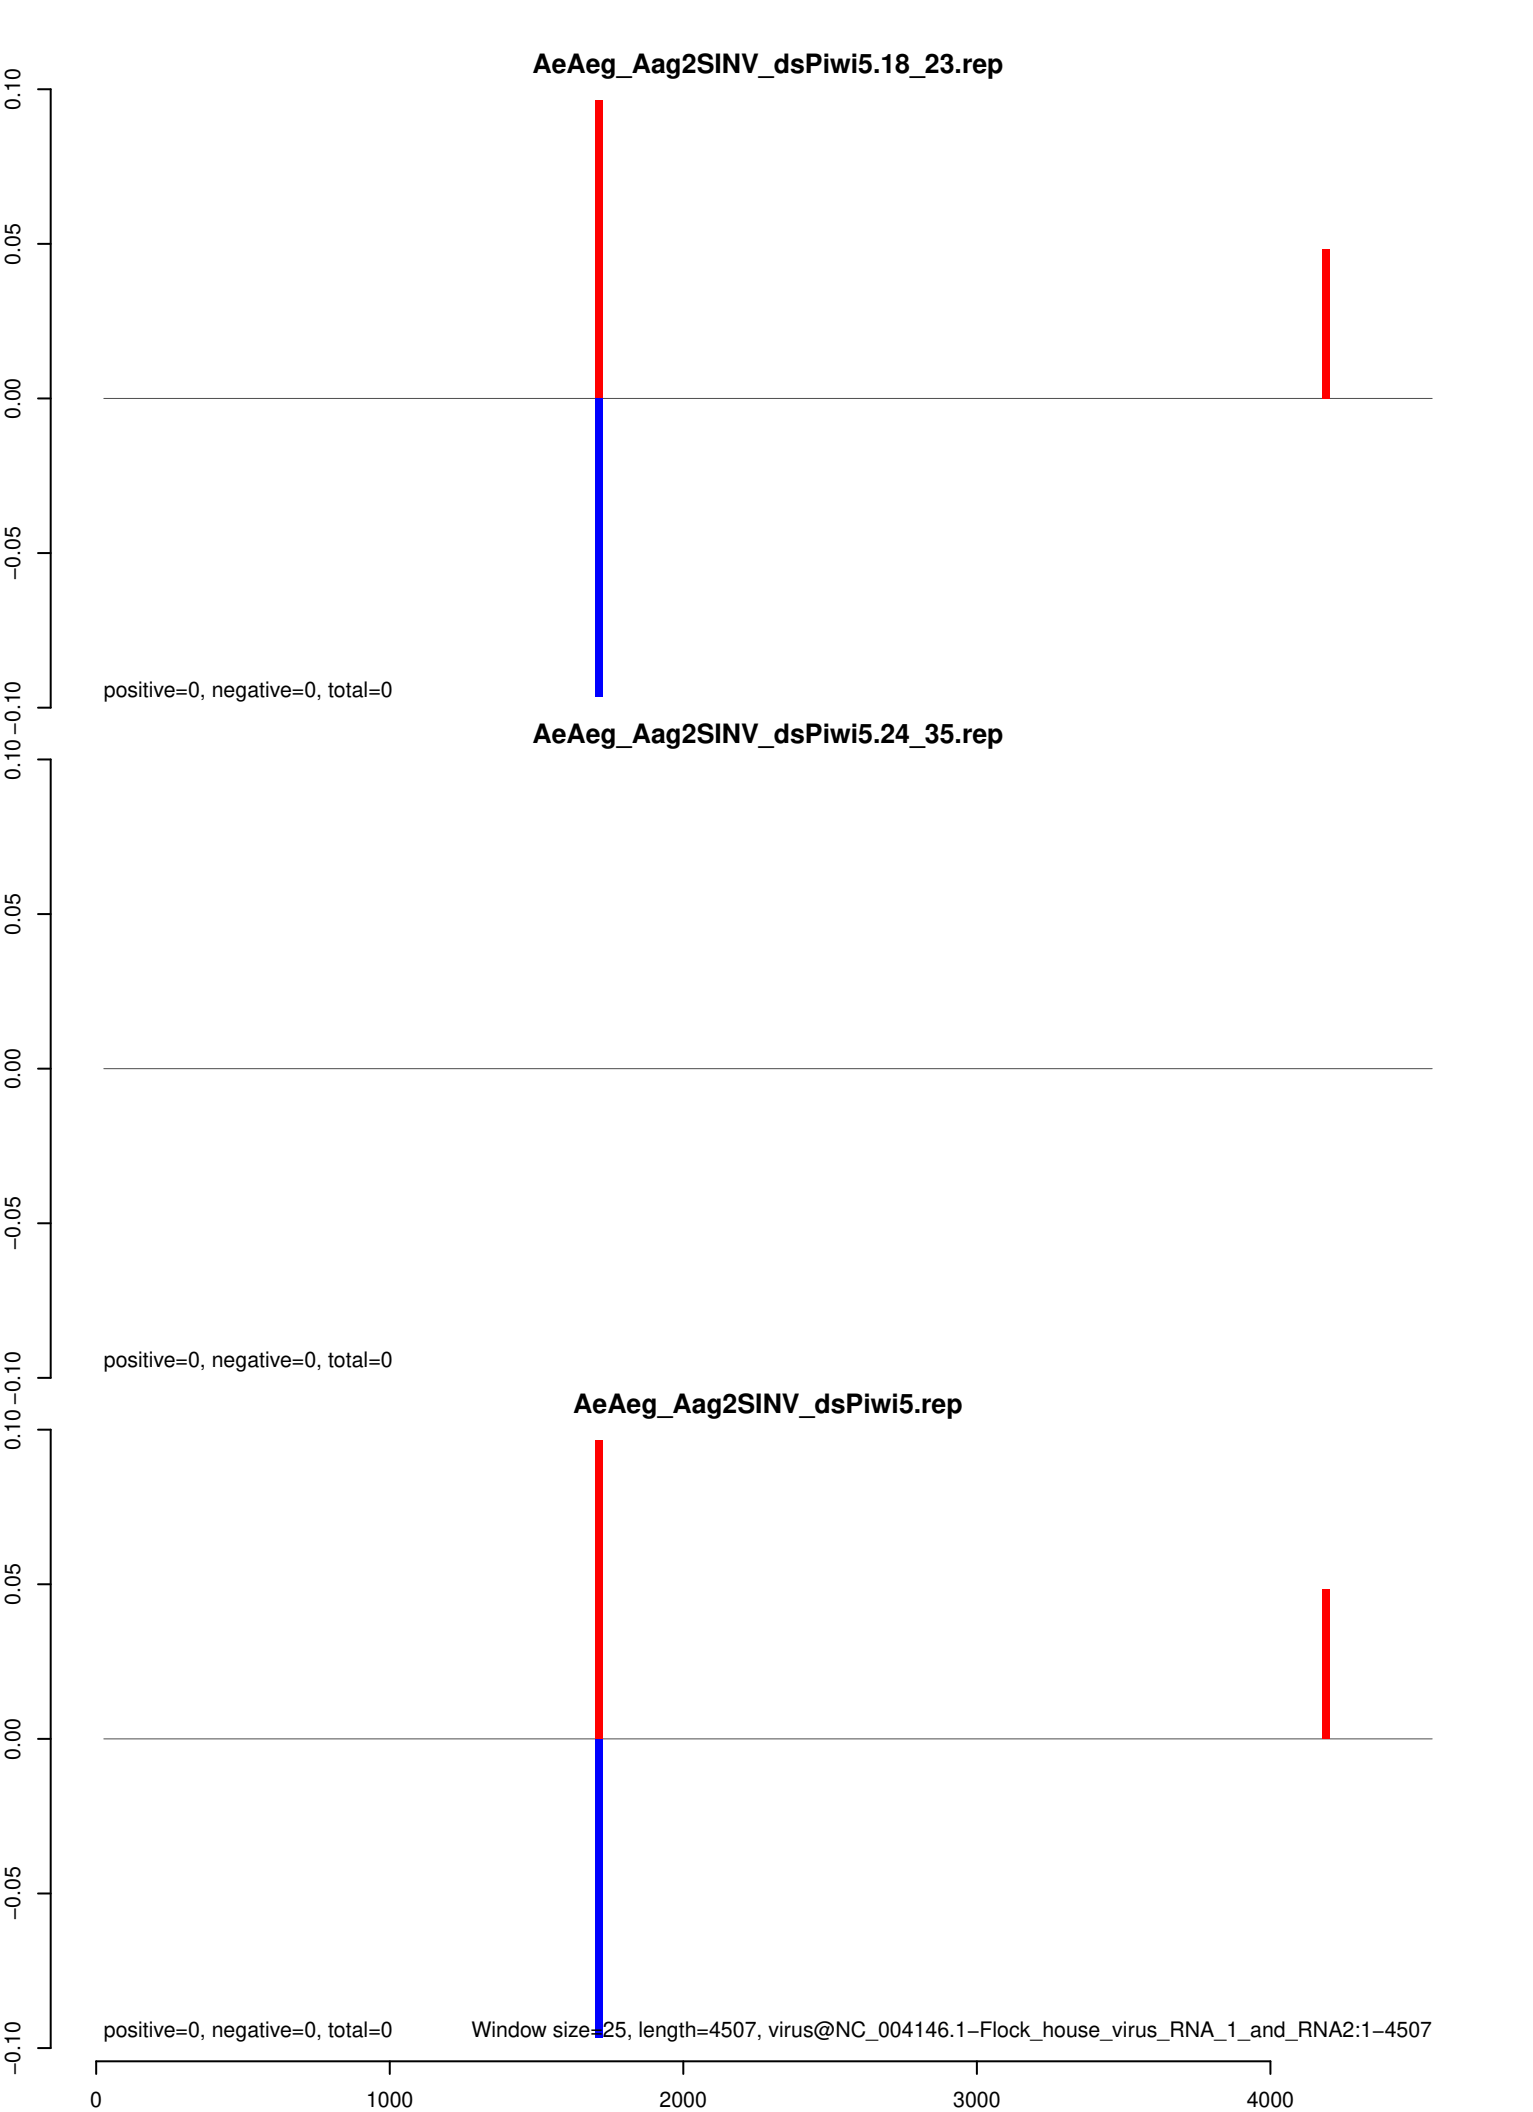 AeAeg_Aag2SINV_dsPiwi5.18_23.rep
0.10
0.05
0.00
−0.05
−0.10
positive=0, negative=0, total=0
AeAeg_Aag2SINV_dsPiwi5.24_35.rep
0.10
0.05
0.00
−0.05
−0.10
positive=0, negative=0, total=0
AeAeg_Aag2SINV_dsPiwi5.rep
0.10
0.05
0.00
−0.05
−0.10
positive=0, negative=0, total=0
Window size=25, length=4507, virus@NC_004146.1−Flock_house_virus_RNA_1_and_RNA2:1−4507
0 1000 2000 3000 4000